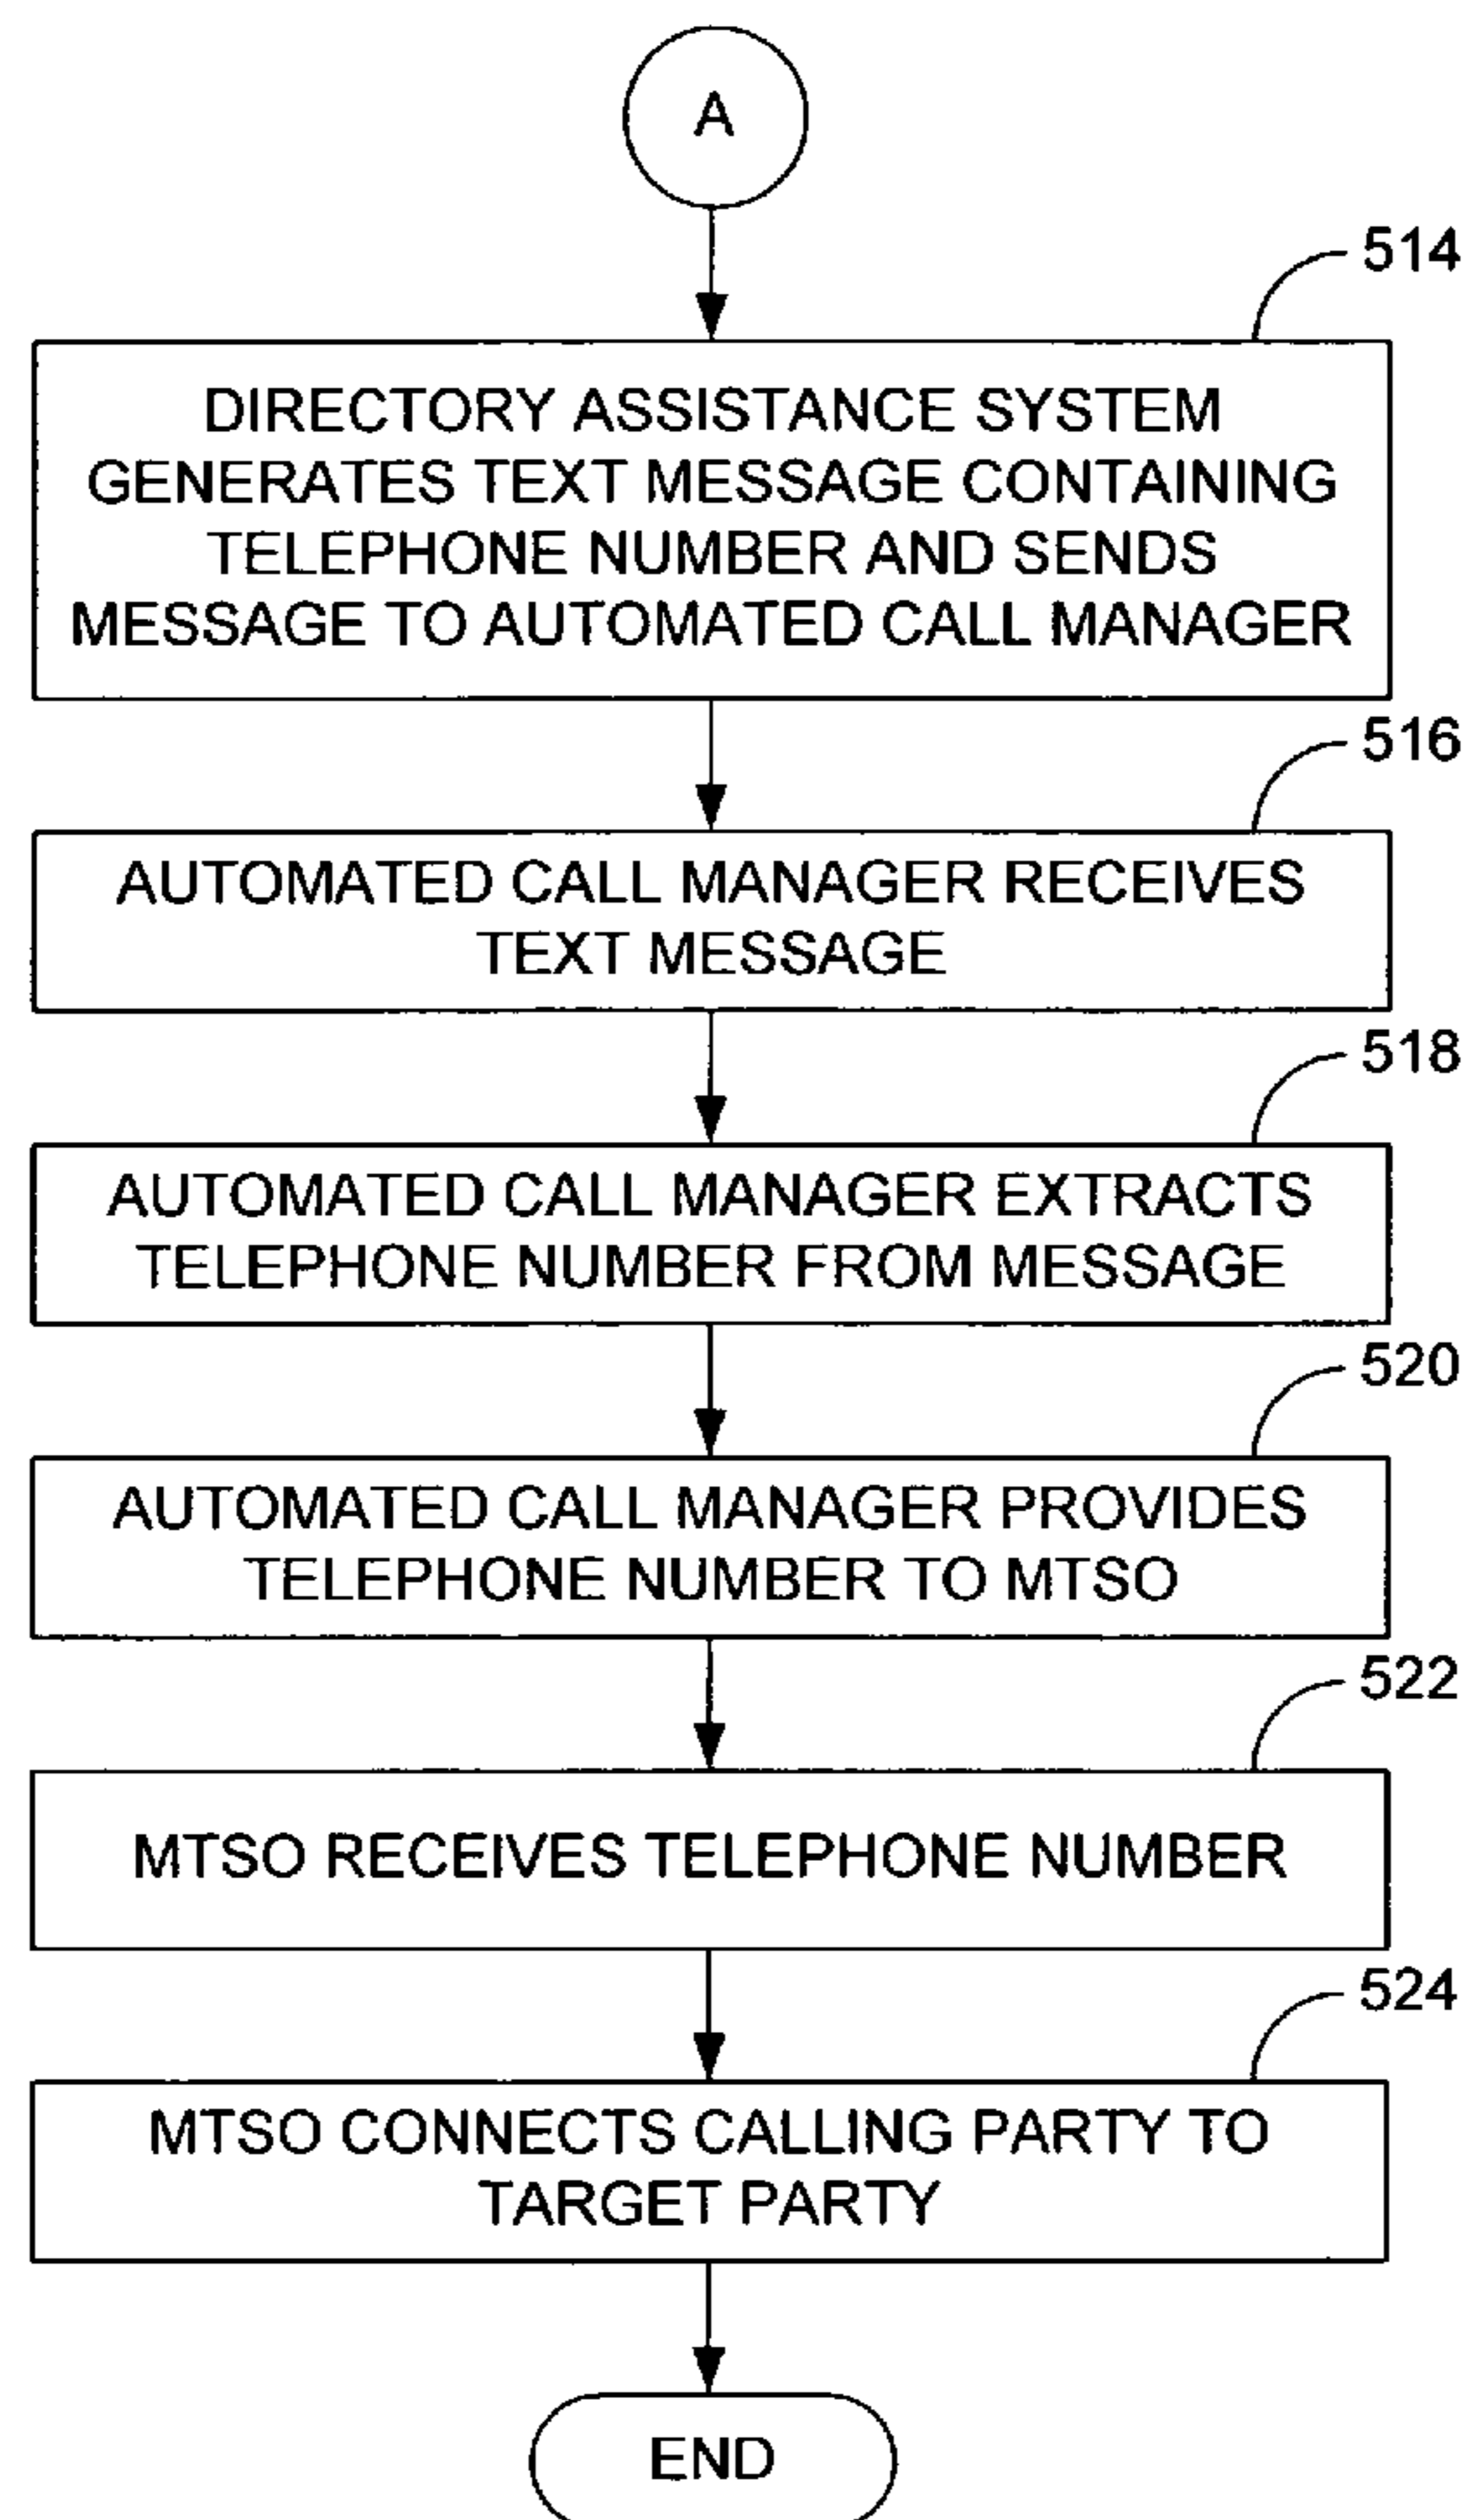 A
514
DIRECTORY ASSISTANCE SYSTEM
GENERATES TEXT MESSAGE CONTAINING
TELEPHONE NUMBER AND SENDS
MESSAGE TO AUTOMATED CALL MANAGER
516
AUTOMATED CALL MANAGER RECEIVES
TEXT MESSAGE
518
AUTOMATED CALL MANAGER EXTRACTS
TELEPHONE NUMBER FROM MESSAGE
520
AUTOMATED CALL MANAGER PROVIDES
TELEPHONE NUMBER TO MTSO
522
MTSO RECEIVES TELEPHONE NUMBER
524
MTSO CONNECTS CALLING PARTY TO
TARGET PARTY
END